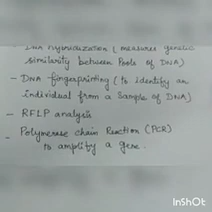 - DNA hybridization (measures genetic
similarity between Pools of DNA)
- DNA fingerprinting (to identify an
individual from a Sample of DNA)
- RFLP analysis
- Polymerase chain Reaction (PCR)
to amplify a gene.
InShOt